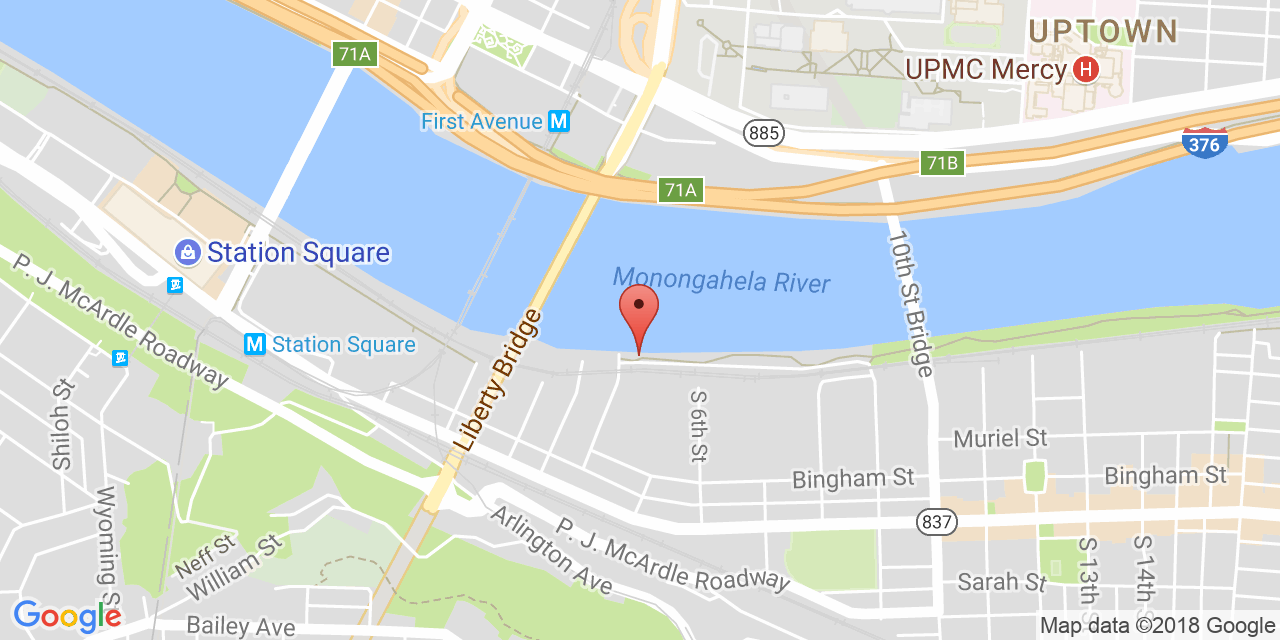 UPTOWN
71A
UPMC Mercy H
First Avenue M
885
376
71B
71A
10th St Bridge
Station Square
Monongahela River
P. J. McArdle Roadway
M Station Square
Liberty Bridge
Shiloh St
S 6th St
Muriel St
Bingham St
Bingham St
Wyoming S
837
Arlington Ave
P. J. McArdle Roadway
Neff St
William St
S 13th St
S 14th S
Sarah St
Google
Bailey Ave
Map data ©2018 Google